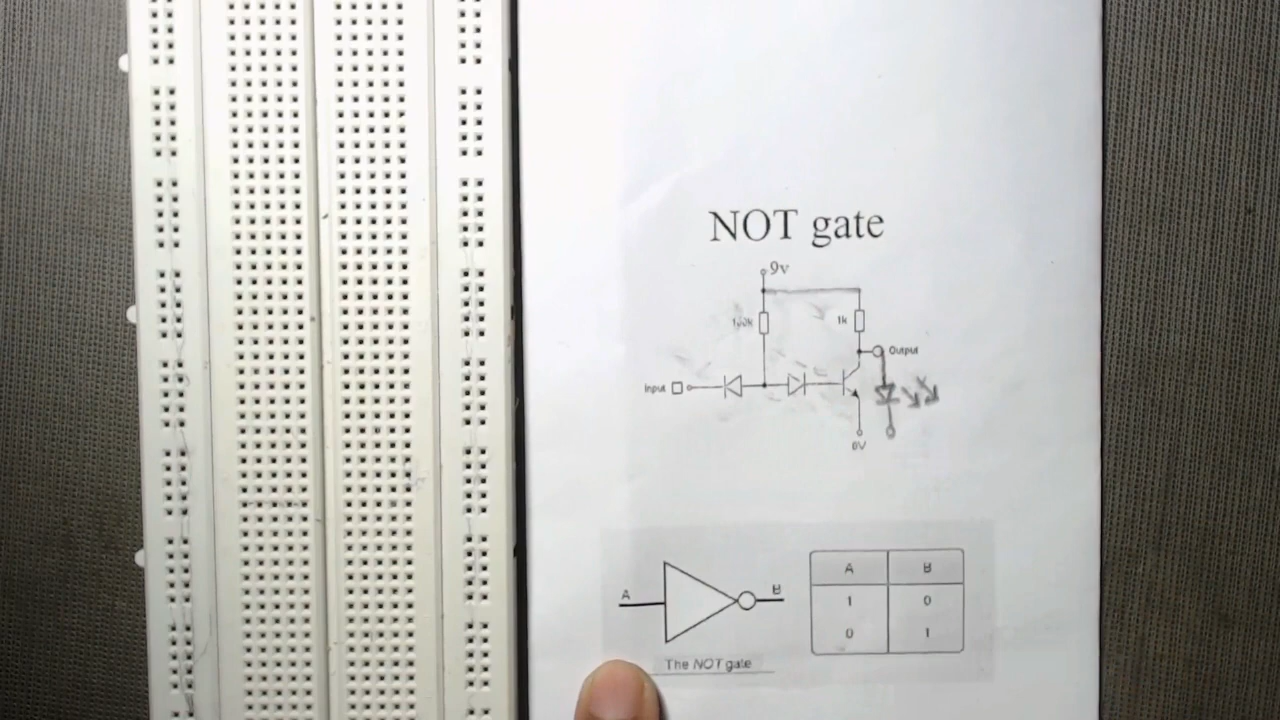 NOT gate
9v
100k
1k
Output
Input
0V
A
B
The NOT gate
A B
1 0
0 1